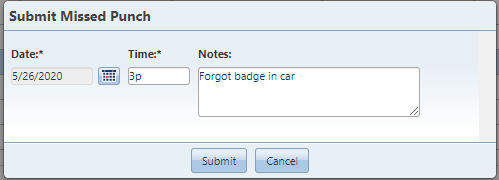 Submit Missed Punch
Date:* Time:* Notes:
5/26/2020 3p Forgot badge in car
Submit Cancel